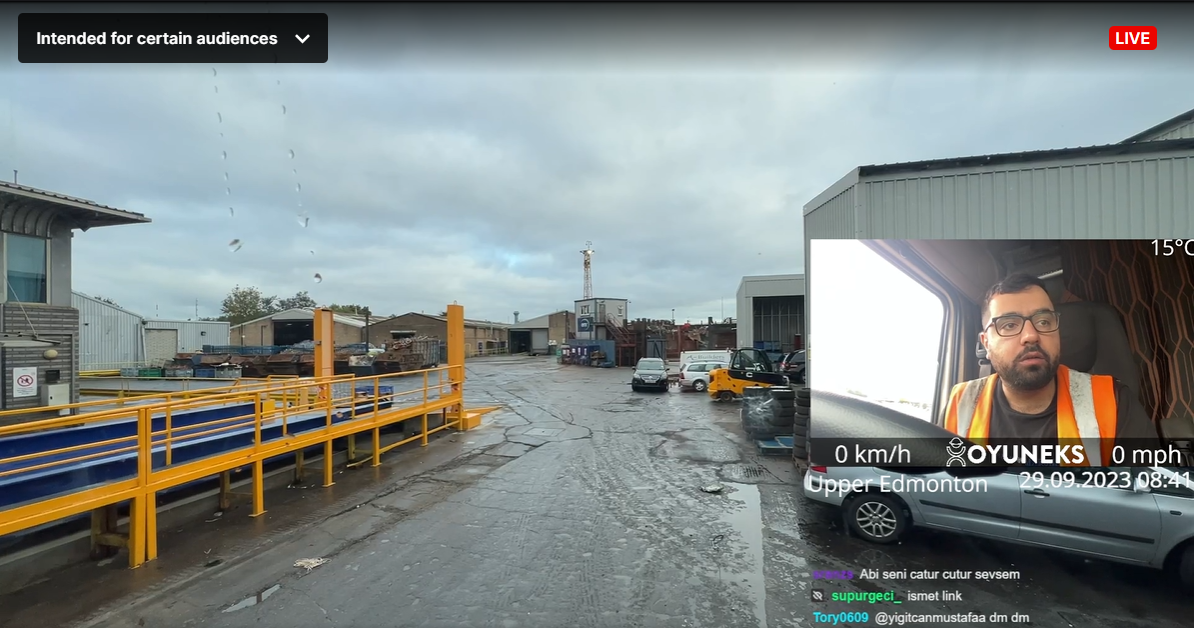 Intended for certain audiences
LIVE
15°C
0 km/h
OYUNEKS
0 mph
Upper Edmonton
29.09.2023 08:41
Abi seni catur cutur sevsem
supurgeci_ ismet link
Tory0609 @yigitcanmustafaa dm dm